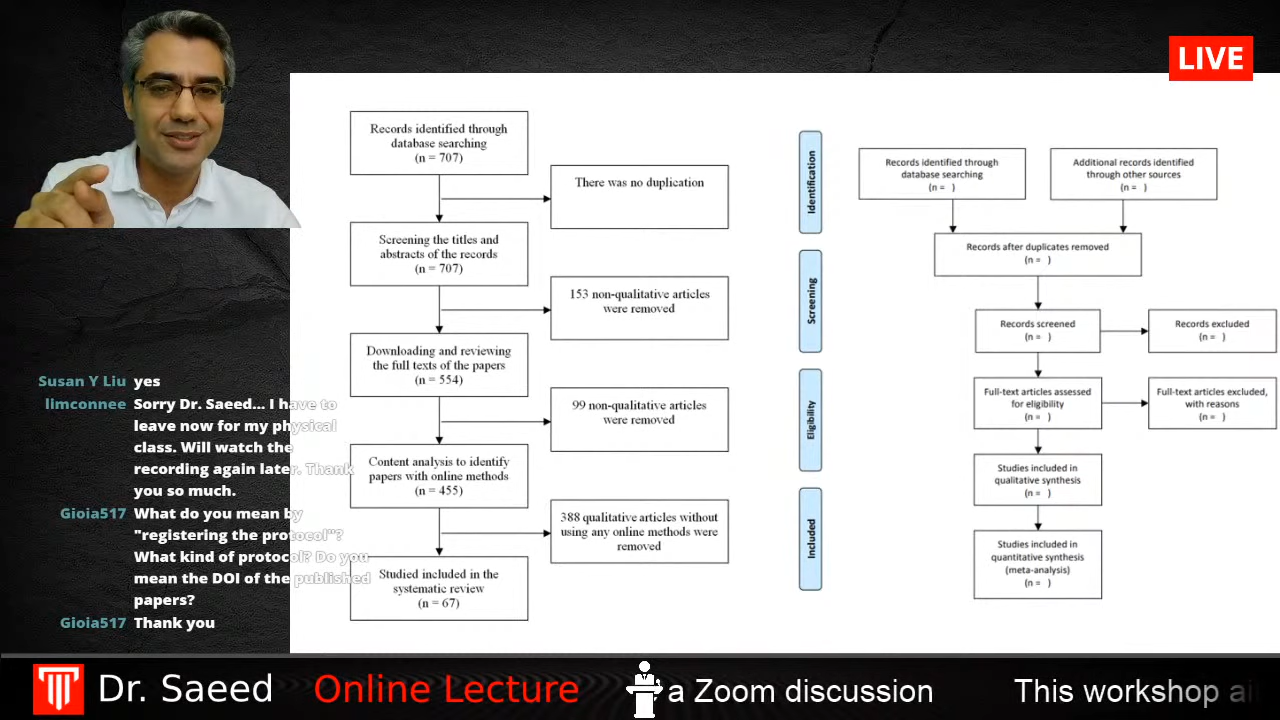 LIVE
Records identified through
database searching
(n = 707)
There was no duplication
Screening the titles and
abstracts of the records
(n = 707)
153 non-qualitative articles
were removed
Downloading and reviewing
the full texts of the papers
(n = 554)
99 non-qualitative articles
were removed
Content analysis to identify
papers with online methods
(n = 455)
388 qualitative articles without
using any online methods were
removed
Studied included in the
systematic review
(n = 67)
Identification
Records identified through
database searching
(n = )
Additional records identified
through other sources
(n = )
Records after duplicates removed
(n = )
Screening
Records screened
(n = )
Records excluded
(n = )
Eligibility
Full-text articles assessed
for eligibility
(n = )
Full-text articles excluded,
with reasons
(n = )
Included
Studies included in
qualitative synthesis
(n = )
Studies included in
quantitative synthesis
(meta-analysis)
(n = )
Susan Y Liu yes
limconnee Sorry Dr. Saeed... I have to
leave now for my physical
class. Will watch the
recording again later. Thank
you so much.
Gioia517 What do you mean by
"registering the protocol"?
What kind of protocol? Do you
mean the DOI of the published
papers?
Gioia517 Thank you
Dr. Saeed Online Lecture a Zoom discussion This workshop